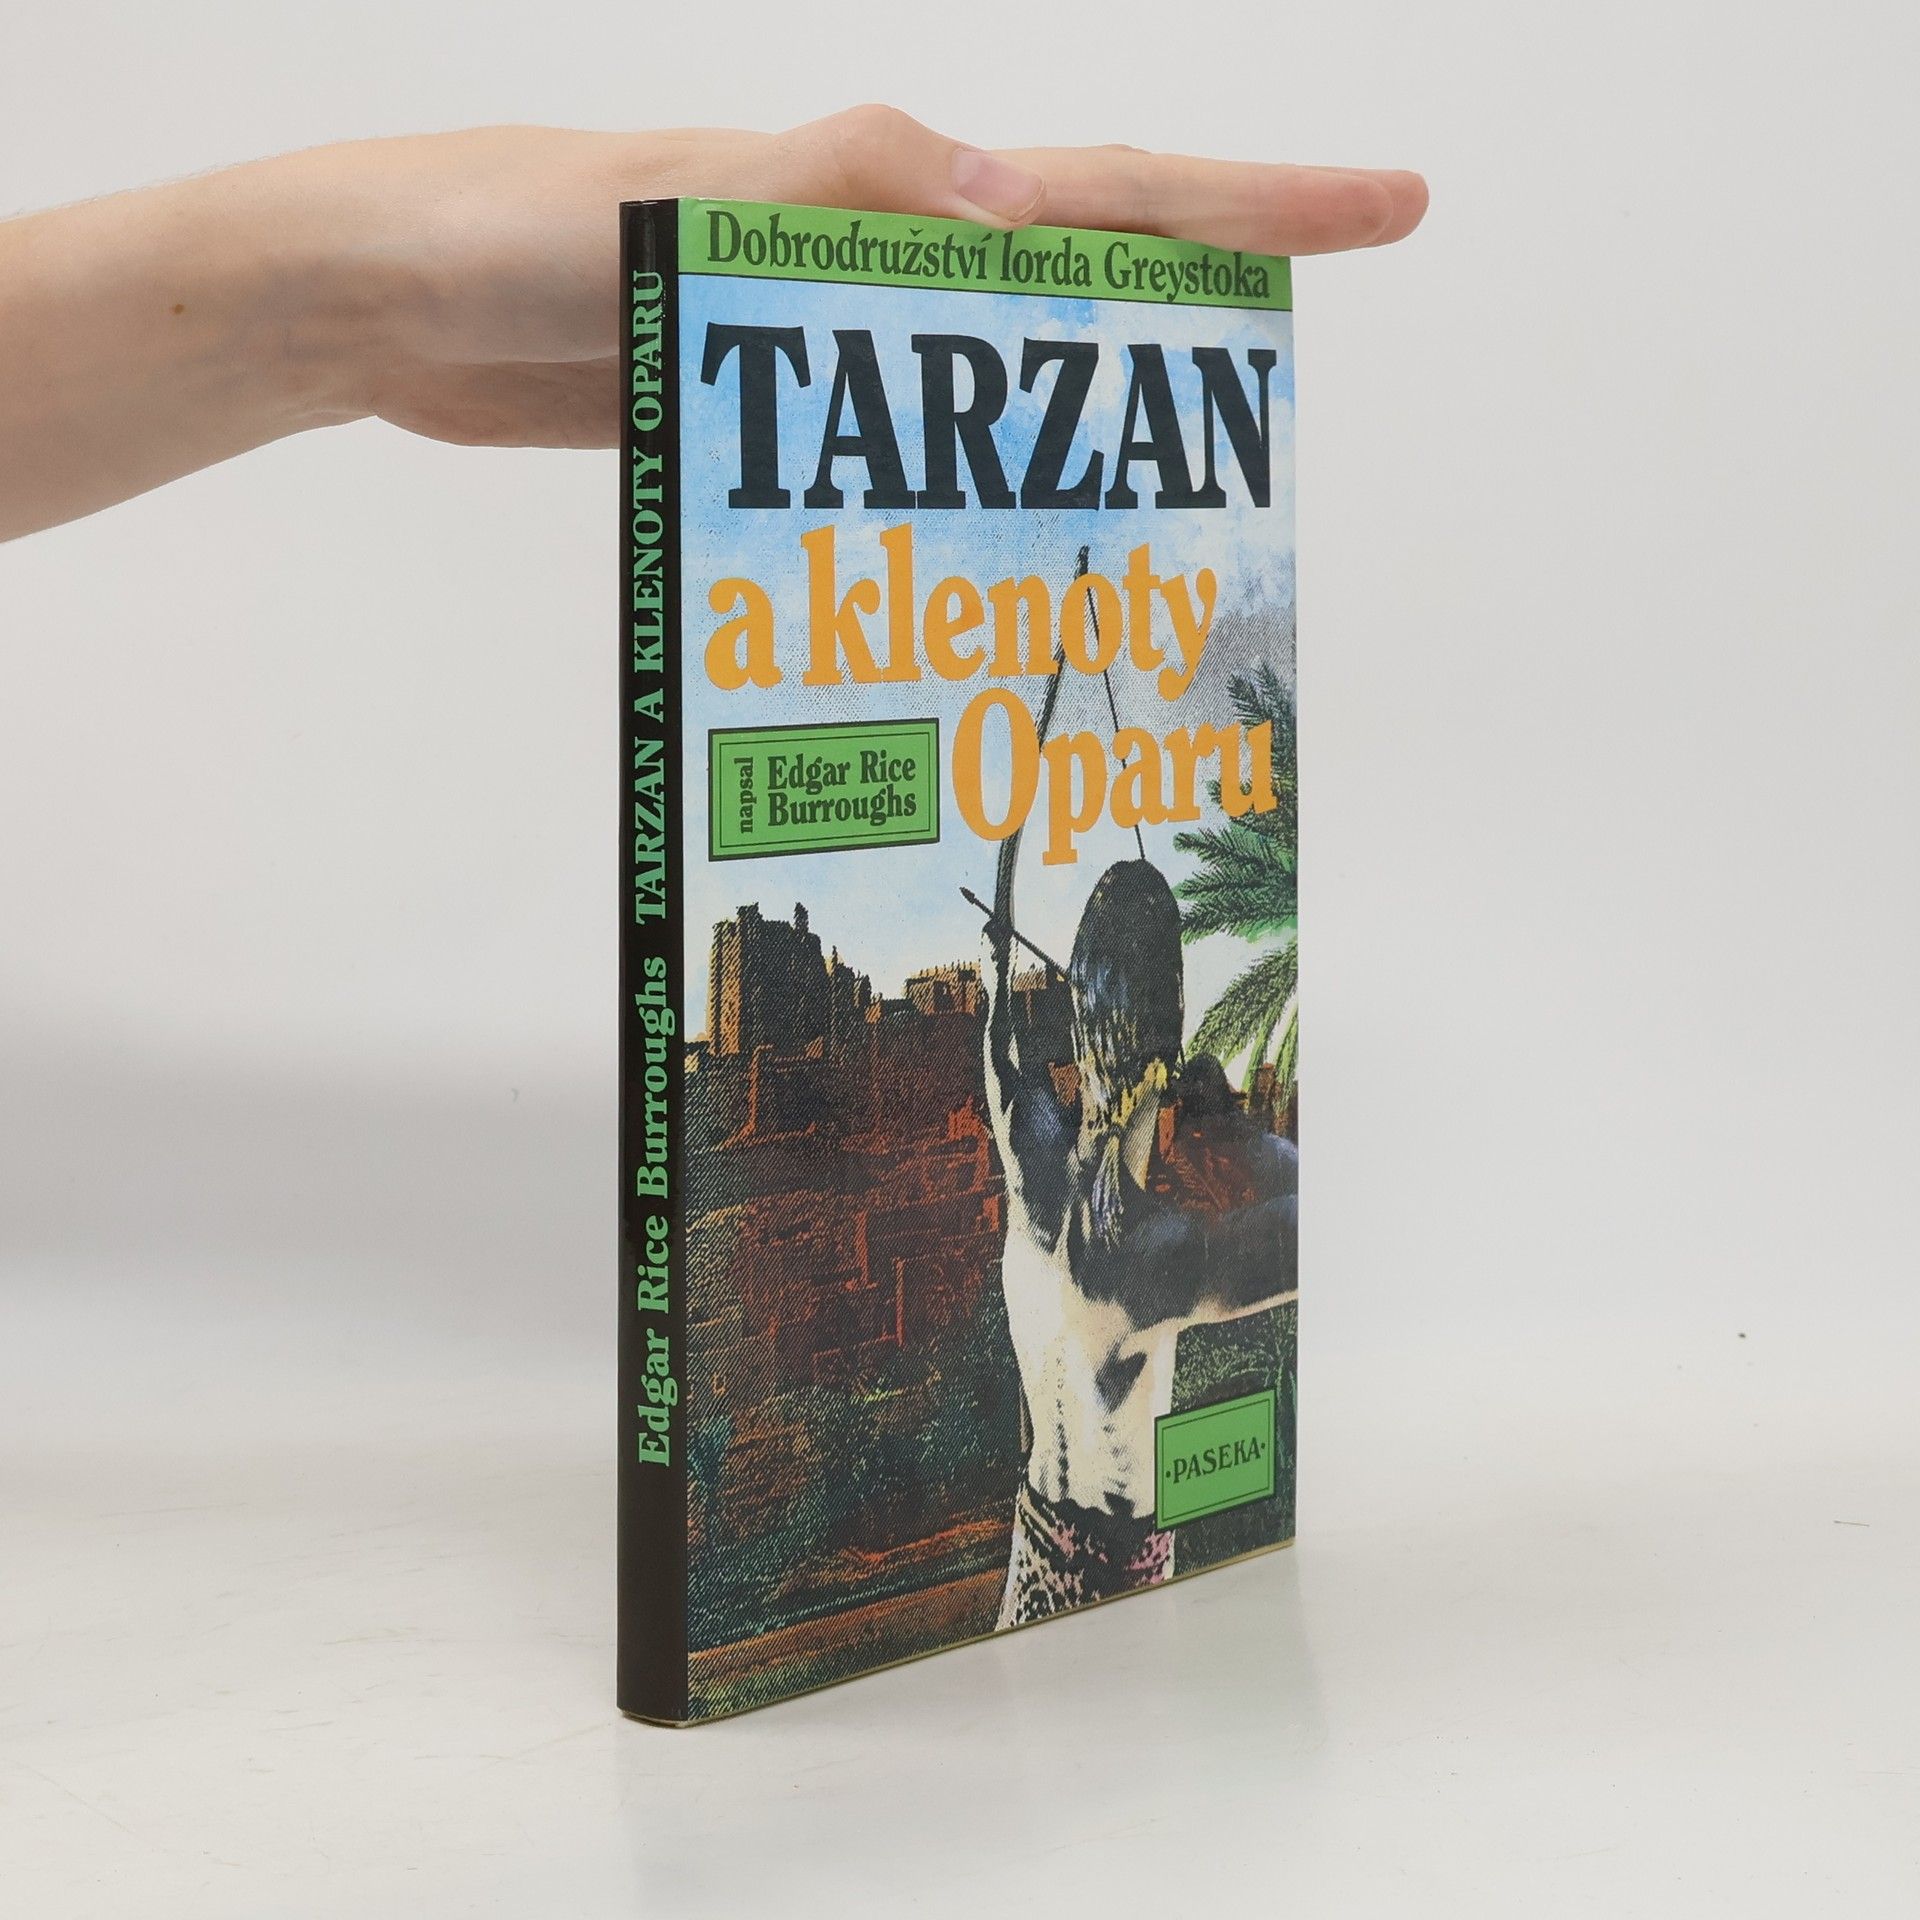 Dobrodružství lorda Greystoka
TARZAN
a klenoty
Oparu
napsal
Edgar Rice
Burroughs
·PASEKA·
Edgar Rice Burroughs TARZAN A KLENOTY OPARU